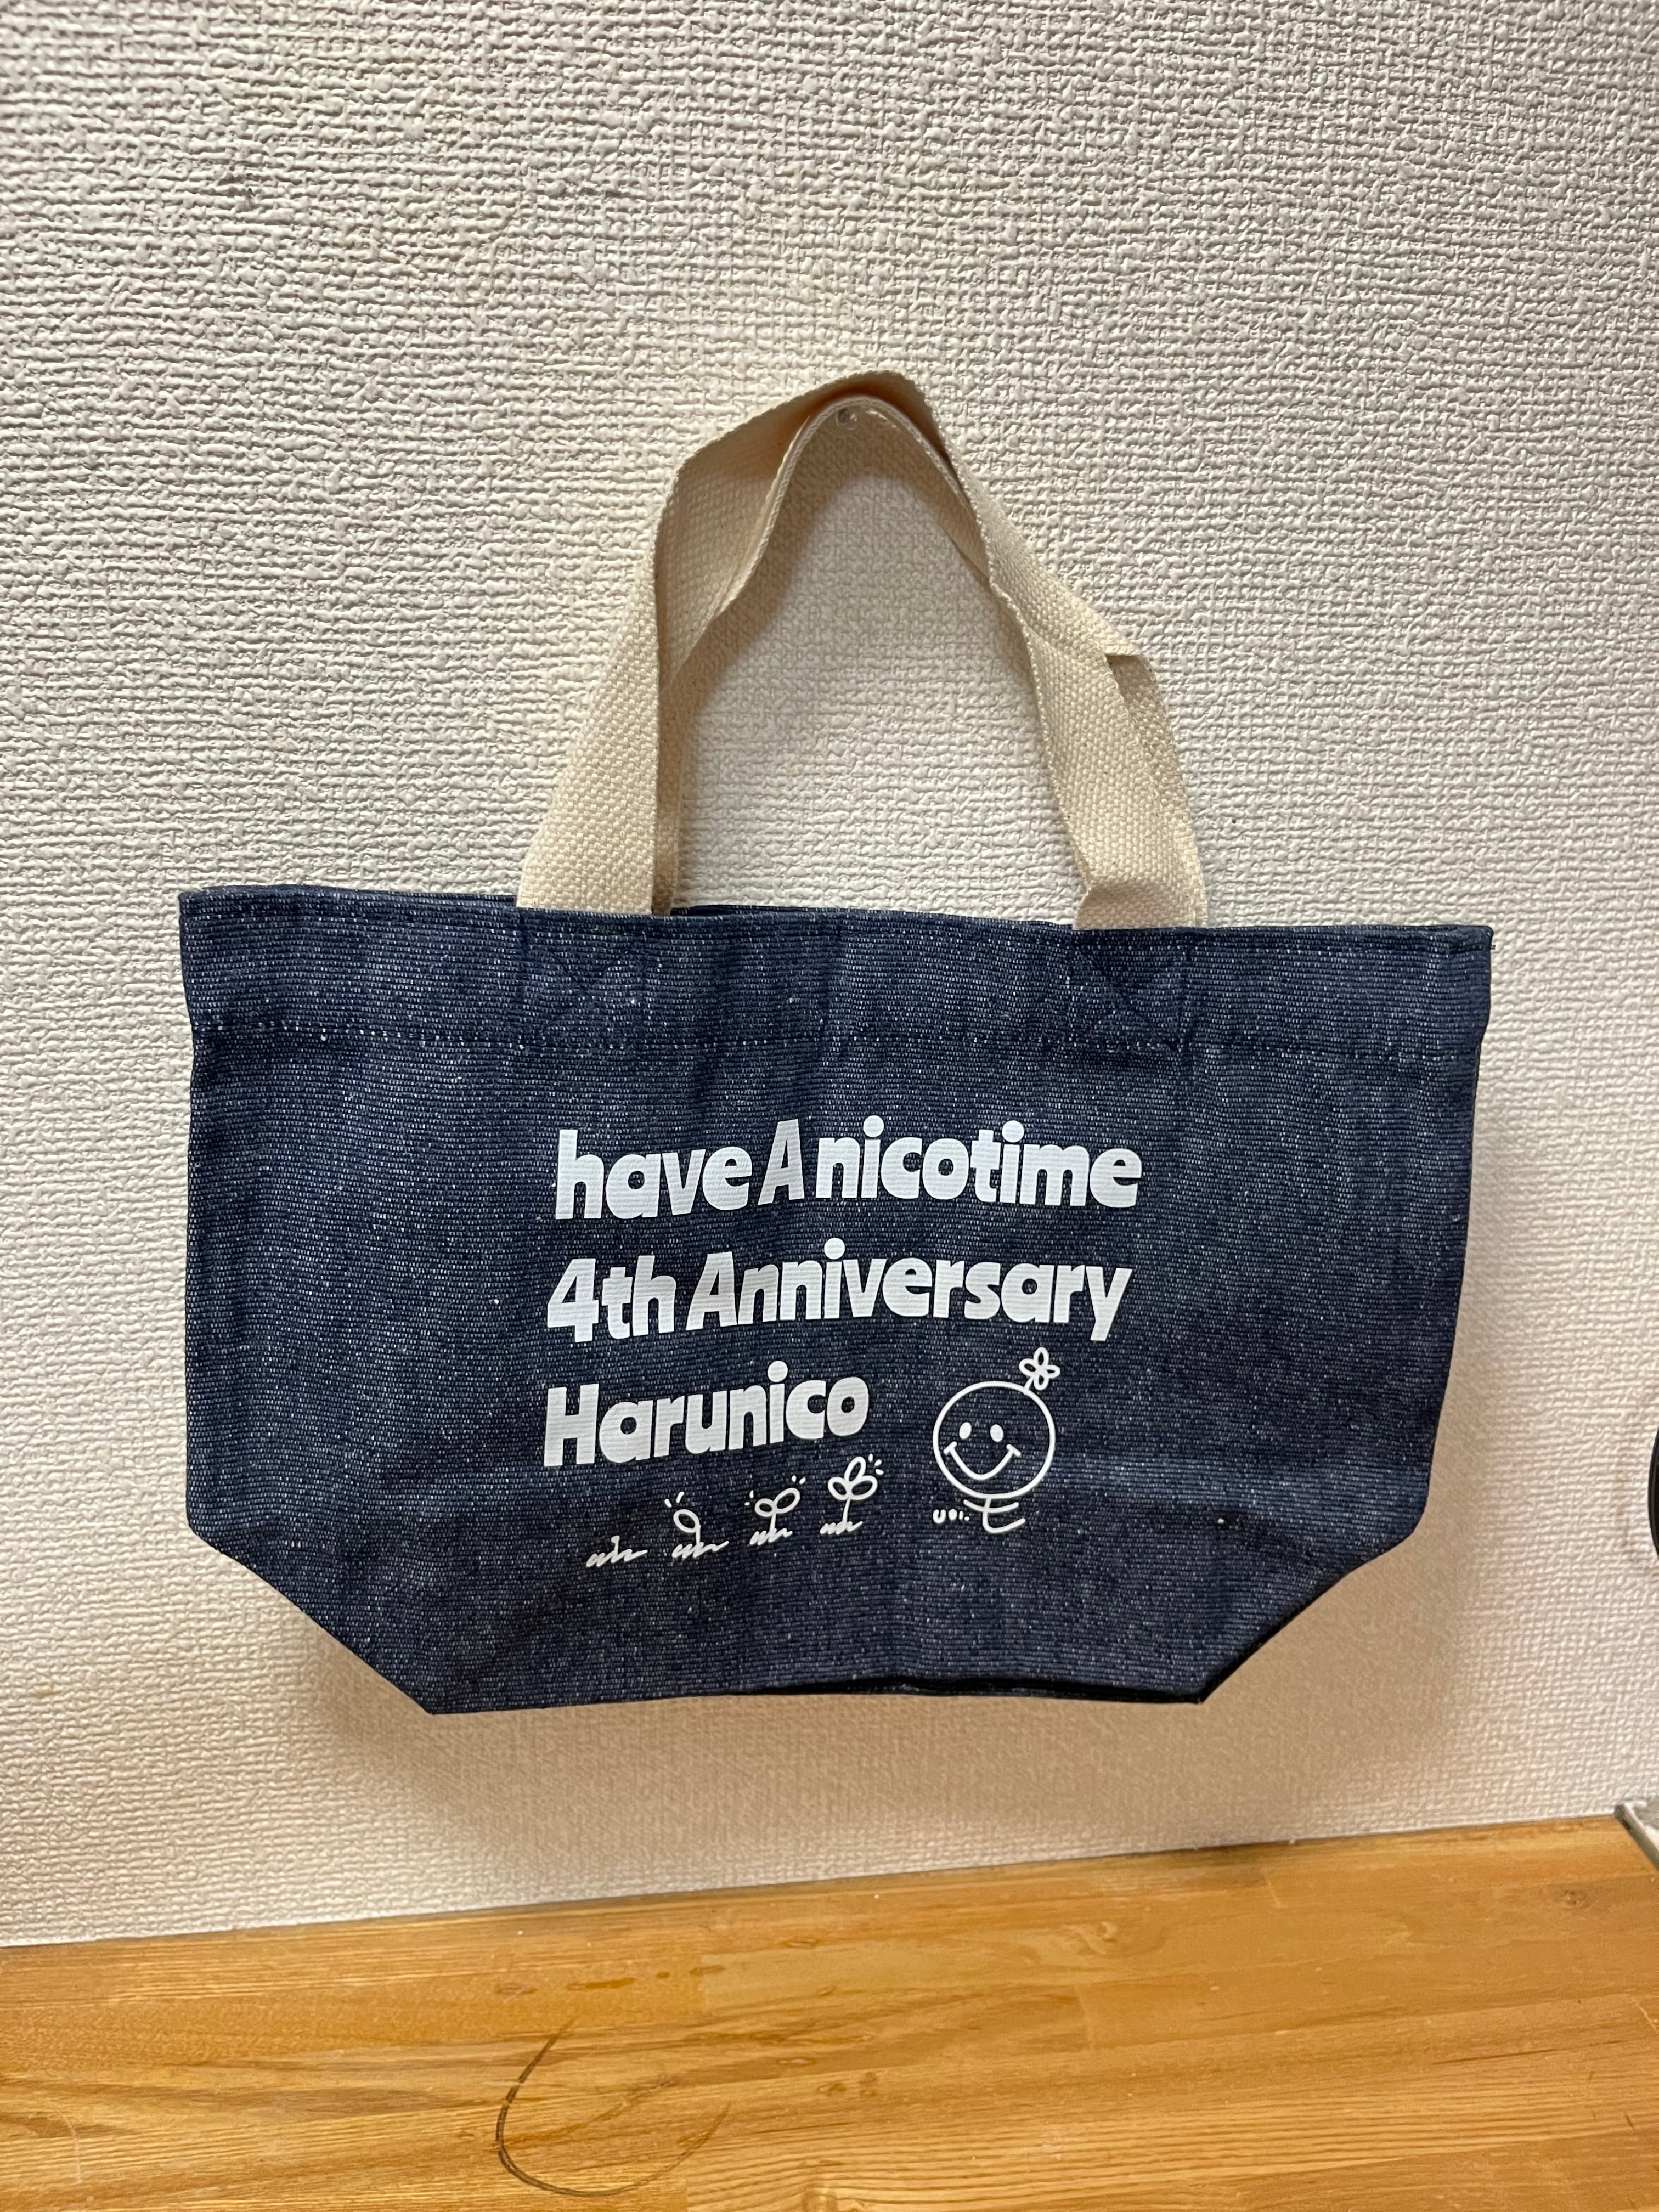 have A nicotime
4th Anniversary
Harunico